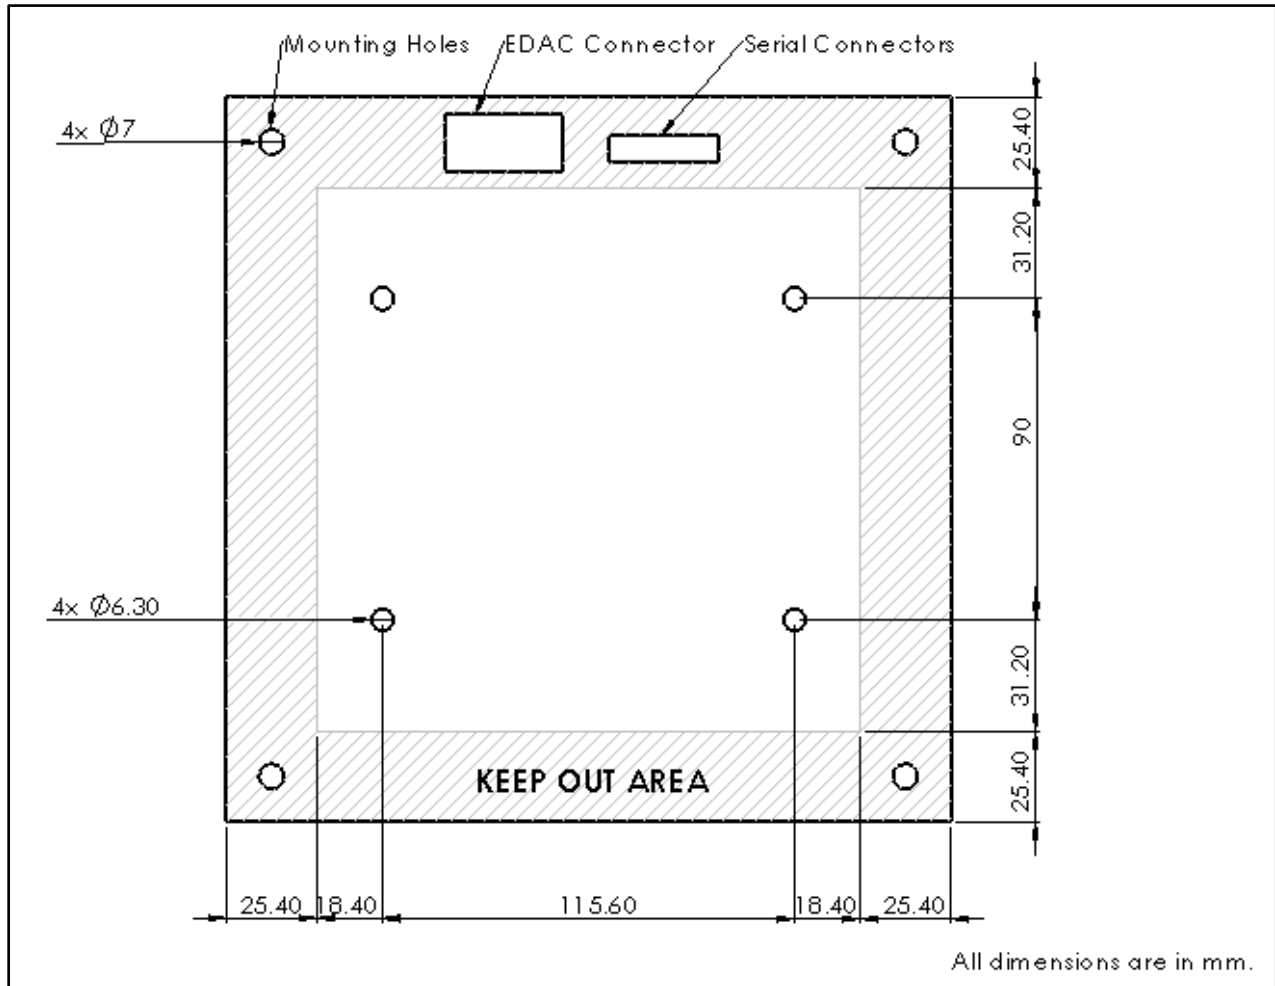 Mounting Holes
EDAC Connector
Serial Connectors
4x Ø7
25.40
31.20
90
4x Ø6.30
31.20
25.40
KEEP OUT AREA
25.40
18.40
115.60
18.40
25.40
All dimensions are in mm.